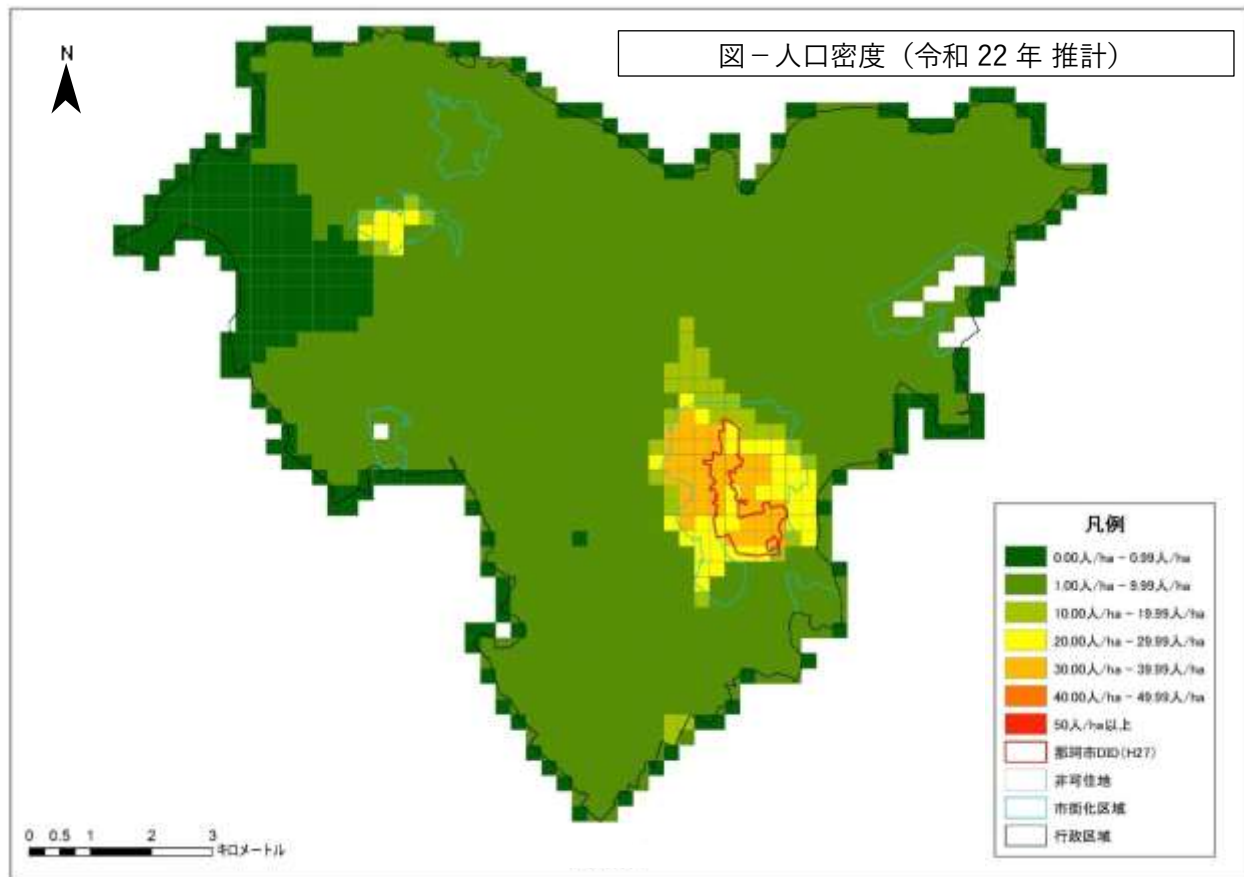 図－人口密度（令和 22 年 推計）
N
凡例
0.00人/ha - 0.99人/ha
1.00人/ha - 9.99人/ha
10.00人/ha - 19.99人/ha
20.00人/ha - 29.99人/ha
30.00人/ha - 39.99人/ha
40.00人/ha - 49.99人/ha
50人/ha以上
那珂市DID(H27)
非可住地
市街化区域
行政区域
0 0.5 1 2 3
キロメートル